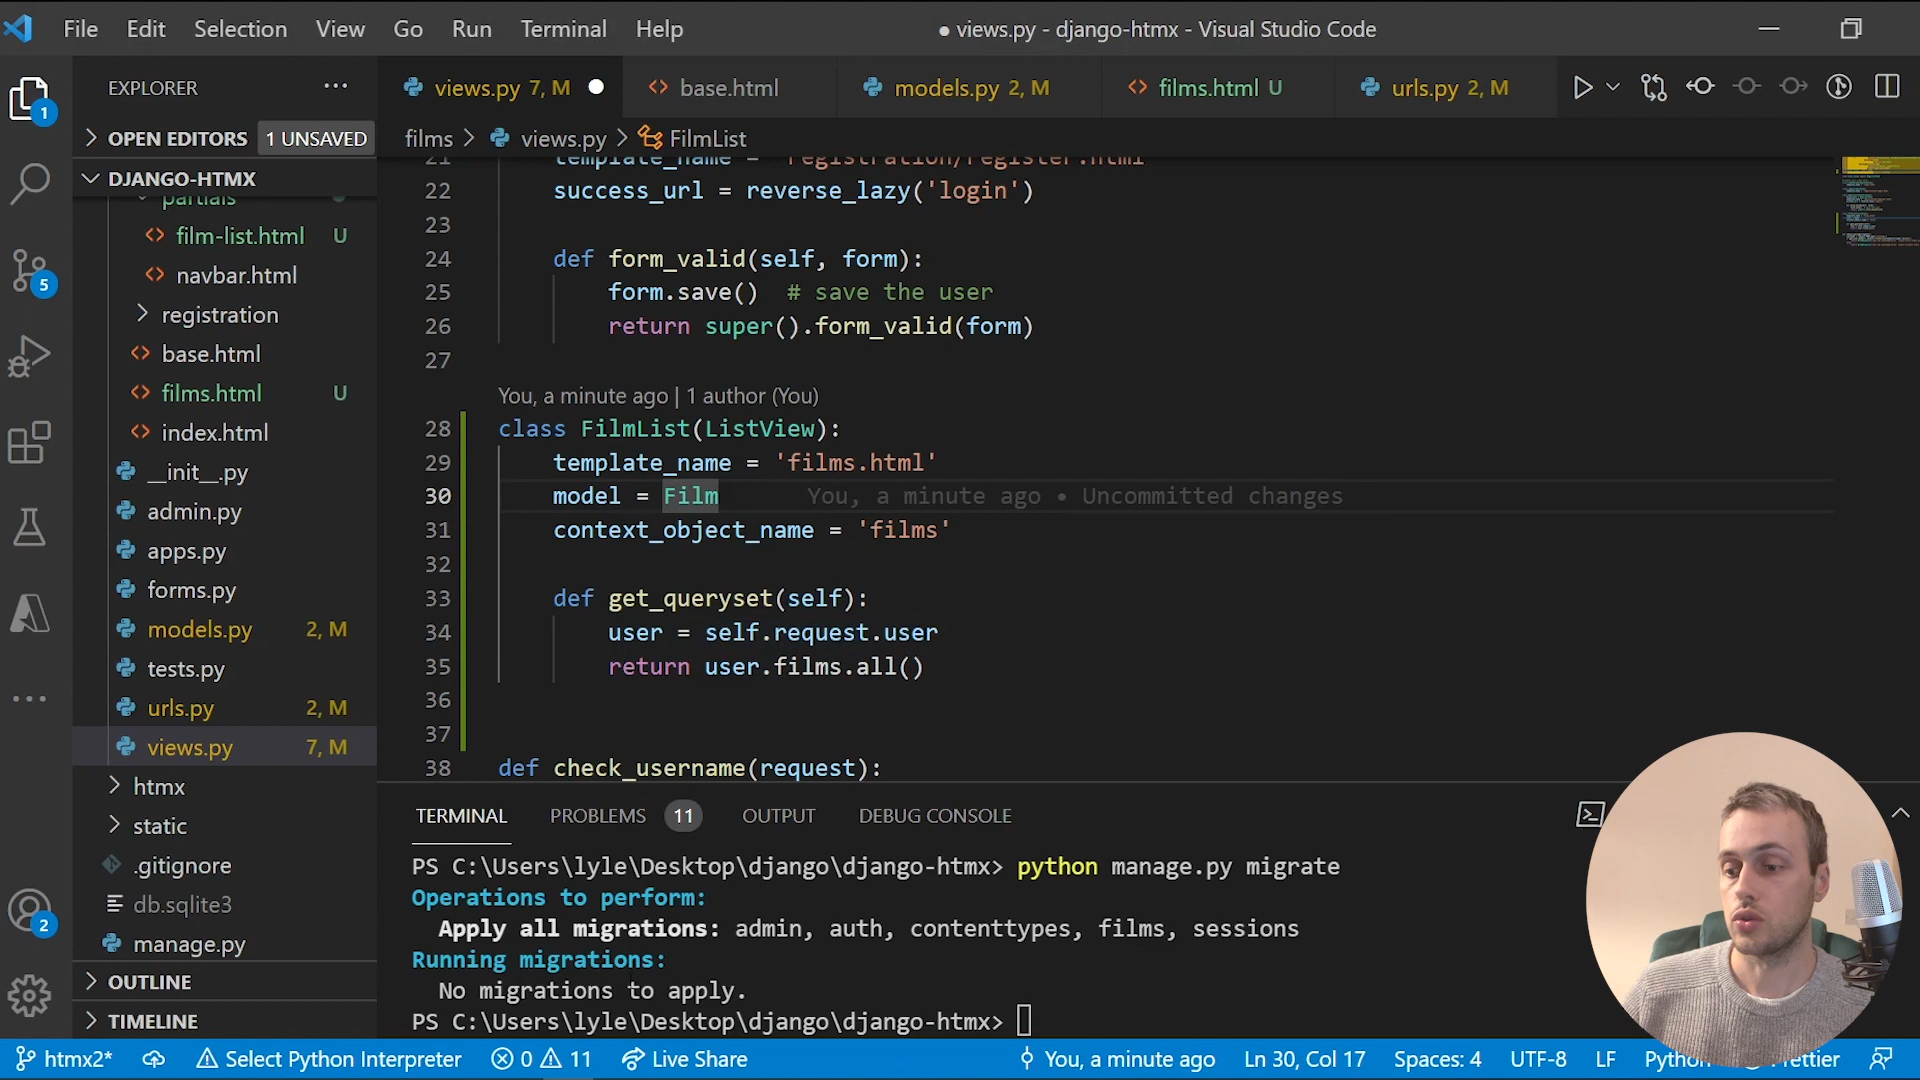 File Edit Selection View Go Run Terminal Help
● views.py - django-htmx - Visual Studio Code
EXPLORER ...
OPEN EDITORS 1 UNSAVED
DJANGO-HTMX
partials
film-list.html U
navbar.html
registration
base.html
films.html U
index.html
__init__.py
admin.py
apps.py
forms.py
models.py 2, M
tests.py
urls.py 2, M
views.py 7, M
htmx
static
.gitignore
db.sqlite3
manage.py
OUTLINE
TIMELINE
1
5
2
views.py 7, M base.html models.py 2, M films.html U urls.py 2, M
films > views.py > FilmList
21 template_name = 'registration/register.html'
22 success_url = reverse_lazy('login')
23
24 def form_valid(self, form):
25 form.save() # save the user
26 return super().form_valid(form)
27
You, a minute ago | 1 author (You)
28 class FilmList(ListView):
29 template_name = 'films.html'
30 model = Film You, a minute ago • Uncommitted changes
31 context_object_name = 'films'
32
33 def get_queryset(self):
34 user = self.request.user
35 return user.films.all()
36
37
38 def check_username(request):
TERMINAL PROBLEMS 11 OUTPUT DEBUG CONSOLE
PS C:\Users\lyle\Desktop\django\django-htmx> python manage.py migrate
Operations to perform:
Apply all migrations: admin, auth, contenttypes, films, sessions
Running migrations:
No migrations to apply.
PS C:\Users\lyle\Desktop\django\django-htmx>
htmx2* Select Python Interpreter 0 11 Live Share You, a minute ago Ln 30, Col 17 Spaces: 4 UTF-8 LF Python